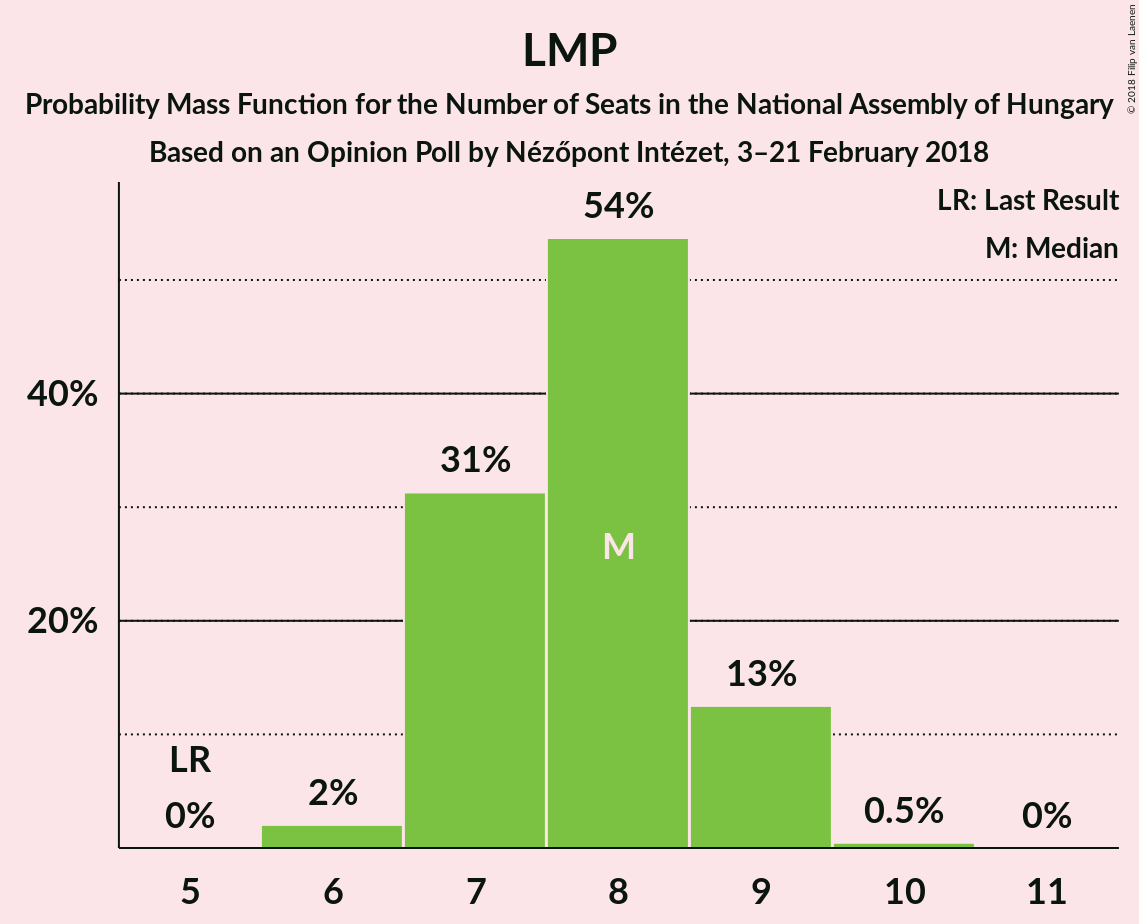 LMP
Probability Mass Function for the Number of Seats in the National Assembly of Hungary
Based on an Opinion Poll by Nézőpont Intézet, 3–21 February 2018
© 2018 Filip van Laenen
LR: Last Result
M: Median
54%
40%
31%
M
20%
13%
LR
0%
2%
0.5%
0%
5 6 7 8 9 10 11